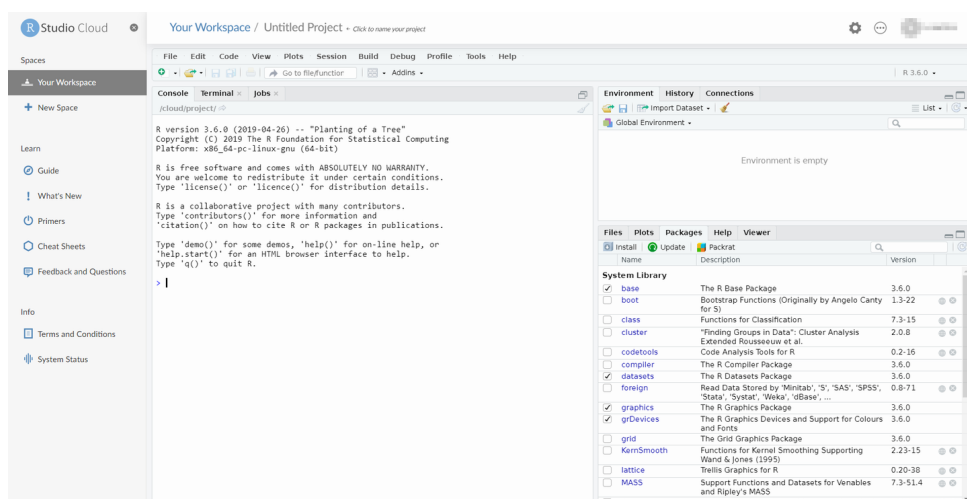 R Studio Cloud
Your Workspace / Untitled Project • Click to name your project
Spaces
Your Workspace
+ New Space
Learn
Guide
What's New
Primers
Cheat Sheets
Feedback and Questions
Info
Terms and Conditions
System Status
File Edit Code View Plots Session Build Debug Profile Tools Help
Go to file/function Addins
R 3.6.0
Console Terminal × Jobs ×
/cloud/project/
R version 3.6.0 (2019-04-26) -- "Planting of a Tree"
Copyright (C) 2019 The R Foundation for Statistical Computing
Platform: x86_64-pc-linux-gnu (64-bit)
R is free software and comes with ABSOLUTELY NO WARRANTY.
You are welcome to redistribute it under certain conditions.
Type 'license()' or 'licence()' for distribution details.
R is a collaborative project with many contributors.
Type 'contributors()' for more information and
'citation()' on how to cite R or R packages in publications.
Type 'demo()' for some demos, 'help()' for on-line help, or
'help.start()' for an HTML browser interface to help.
Type 'q()' to quit R.
>
Environment History Connections
Import Dataset List
Global Environment
Environment is empty
Files Plots Packages Help Viewer
Install Update Packrat
Name Description Version
System Library
base The R Base Package 3.6.0
boot Bootstrap Functions (Originally by Angelo Canty 1.3-22
for S)
class Functions for Classification 7.3-15
cluster "Finding Groups in Data": Cluster Analysis 2.0.8
Extended Rousseeuw et al.
codetools Code Analysis Tools for R 0.2-16
compiler The R Compiler Package 3.6.0
datasets The R Datasets Package 3.6.0
foreign Read Data Stored by 'Minitab', 'S', 'SAS', 'SPSS', 0.8-71
'Stata', 'Systat', 'Weka', 'dBase', ...
graphics The R Graphics Package 3.6.0
grDevices The R Graphics Devices and Support for Colours 3.6.0
and Fonts
grid The Grid Graphics Package 3.6.0
KernSmooth Functions for Kernel Smoothing Supporting 2.23-15
Wand & Jones (1995)
lattice Trellis Graphics for R 0.20-38
MASS Support Functions and Datasets for Venables 7.3-51.4
and Ripley's MASS